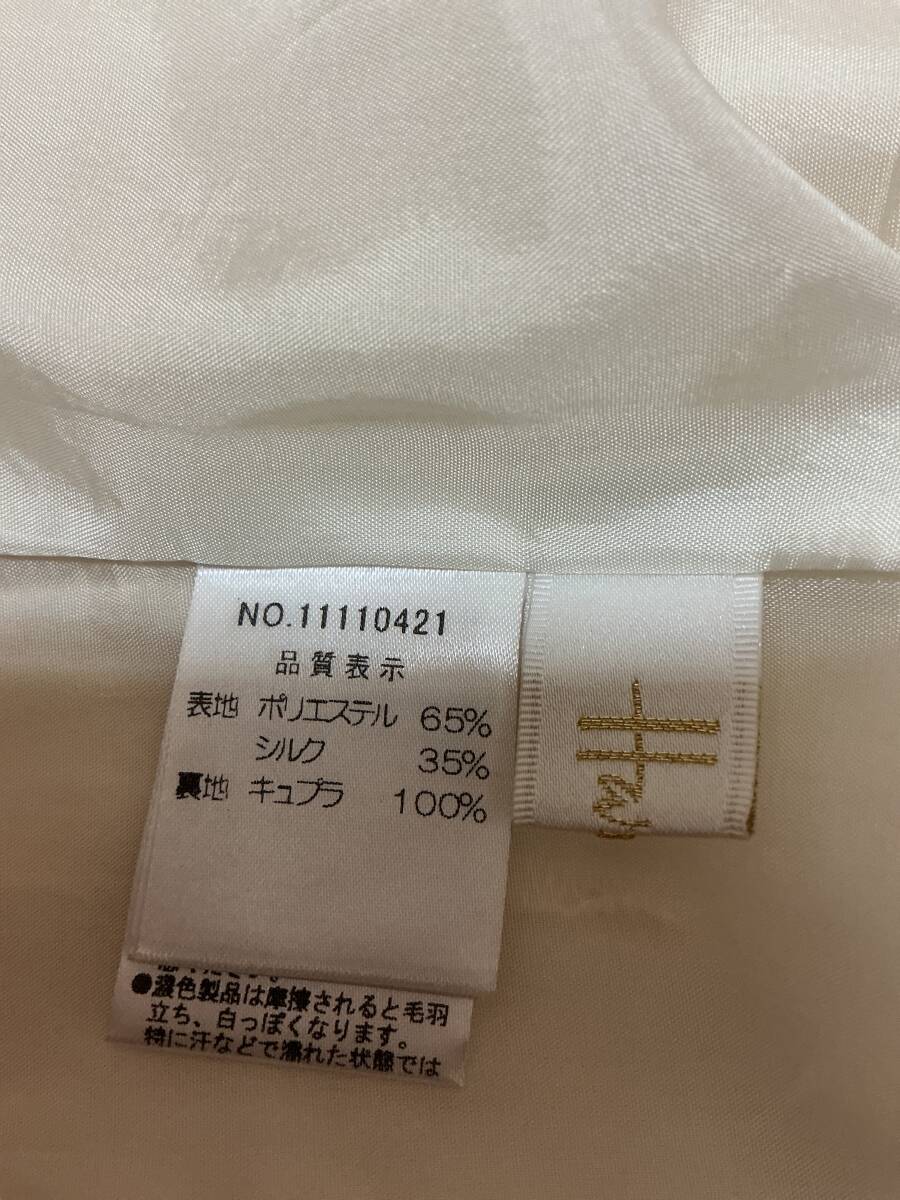 NO.11110421
品質表示
表地 ポリエステル 65%
シルク 35%
裏地 キュプラ 100%
●濃色製品は摩擦されると毛羽
立ち、白っぽくなります。
特に汗などで濡れた状態では